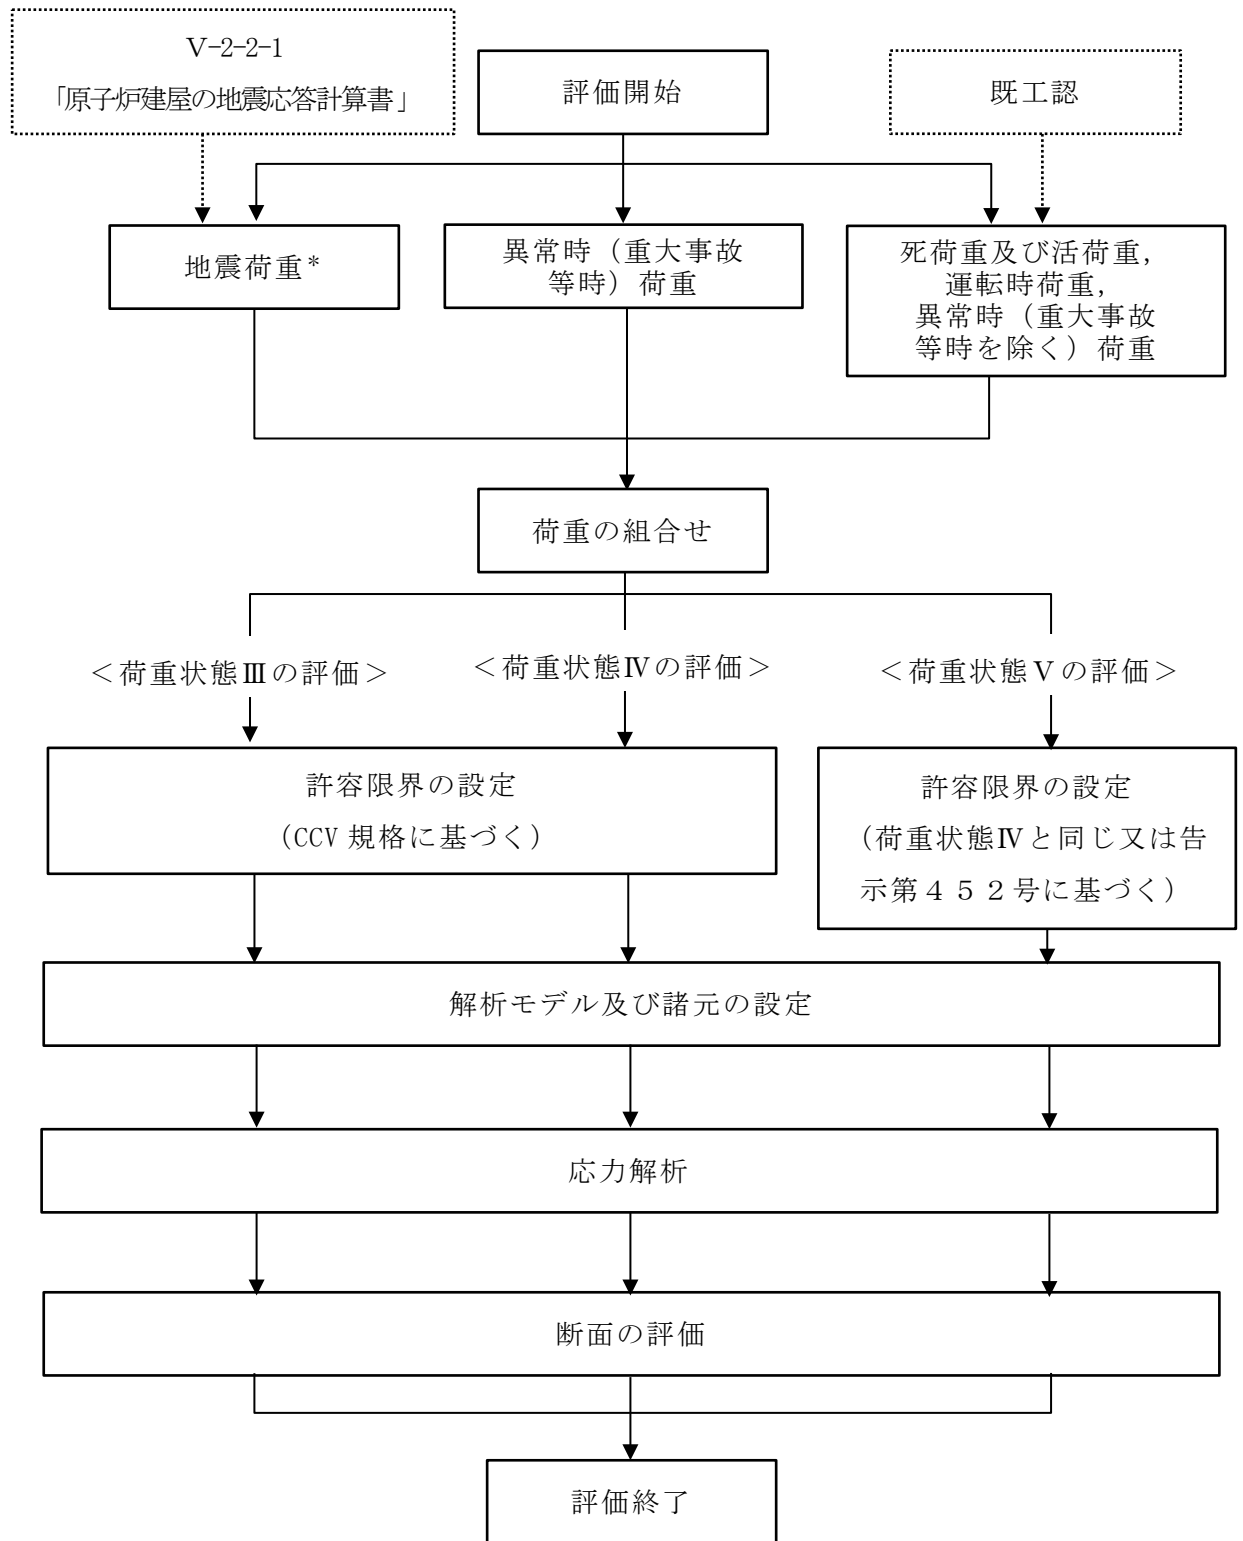 Ⅴ-2-2-1
「原子炉建屋の地震応答計算書」
評価開始
既工認
地震荷重*
異常時（重大事故
等時）荷重
死荷重及び活荷重，
運転時荷重，
異常時（重大事故
等時を除く）荷重
荷重の組合せ
＜荷重状態Ⅲの評価＞
＜荷重状態Ⅳの評価＞
＜荷重状態Ⅴの評価＞
許容限界の設定
（CCV 規格に基づく）
許容限界の設定
（荷重状態Ⅳと同じ又は告
示第４５２号に基づく）
解析モデル及び諸元の設定
応力解析
断面の評価
評価終了